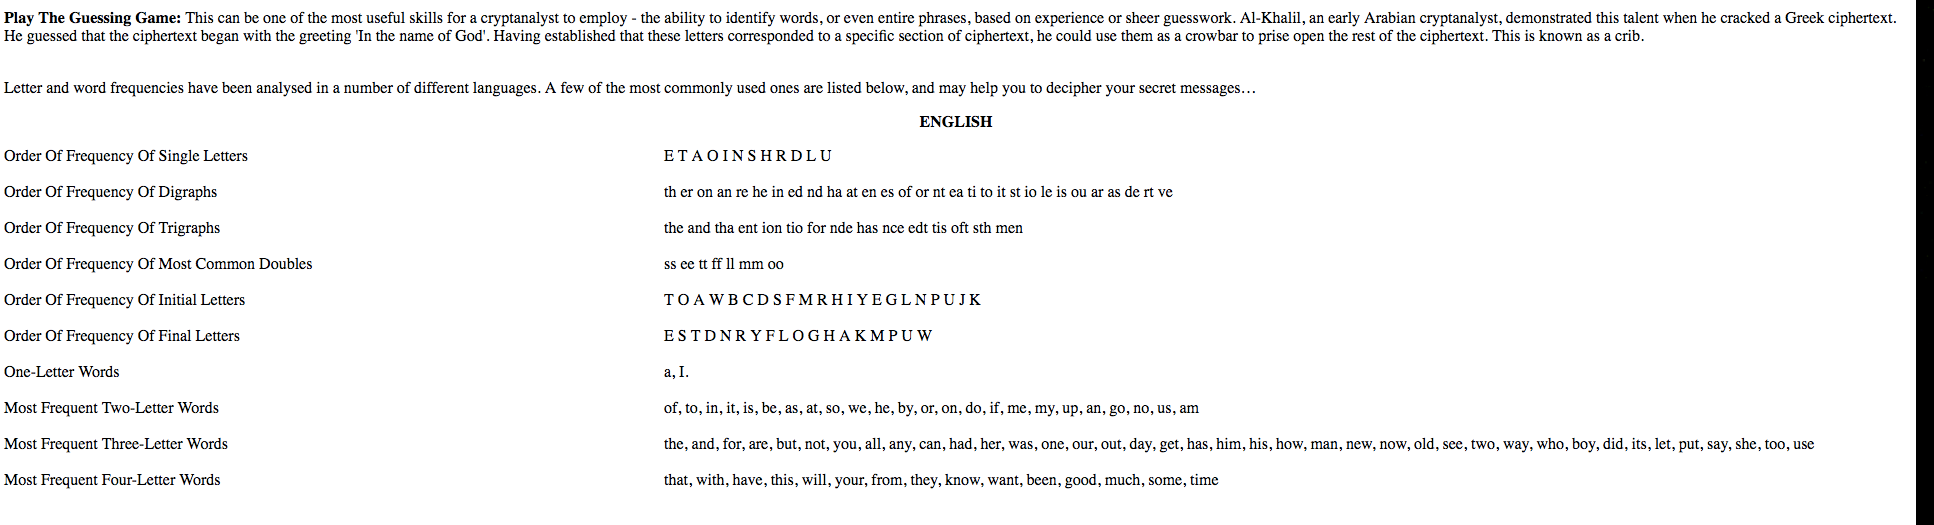 Play The Guessing Game: This can be one of the most useful skills for a cryptanalyst to employ - the ability to identify words, or even entire phrases, based on experience or sheer guesswork. Al-Khalil, an early Arabian cryptanalyst, demonstrated this talent when he cracked a Greek ciphertext.
He guessed that the ciphertext began with the greeting 'In the name of God'. Having established that these letters corresponded to a specific section of ciphertext, he could use them as a crowbar to prise open the rest of the ciphertext. This is known as a crib.
Letter and word frequencies have been analysed in a number of different languages. A few of the most commonly used ones are listed below, and may help you to decipher your secret messages…
ENGLISH
Order Of Frequency Of Single Letters E T A O I N S H R D L U
Order Of Frequency Of Digraphs th er on an re he in ed nd ha at en es of or nt ea ti to it st io le is ou ar as de rt ve
Order Of Frequency Of Trigraphs the and tha ent ion tio for nde has nce edt tis oft sth men
Order Of Frequency Of Most Common Doubles ss ee tt ff ll mm oo
Order Of Frequency Of Initial Letters T O A W B C D S F M R H I Y E G L N P U J K
Order Of Frequency Of Final Letters E S T D N R Y F L O G H A K M P U W
One-Letter Words a, I.
Most Frequent Two-Letter Words of, to, in, it, is, be, as, at, so, we, he, by, or, on, do, if, me, my, up, an, go, no, us, am
Most Frequent Three-Letter Words the, and, for, are, but, not, you, all, any, can, had, her, was, one, our, out, day, get, has, him, his, how, man, new, now, old, see, two, way, who, boy, did, its, let, put, say, she, too, use
Most Frequent Four-Letter Words that, with, have, this, will, your, from, they, know, want, been, good, much, some, time